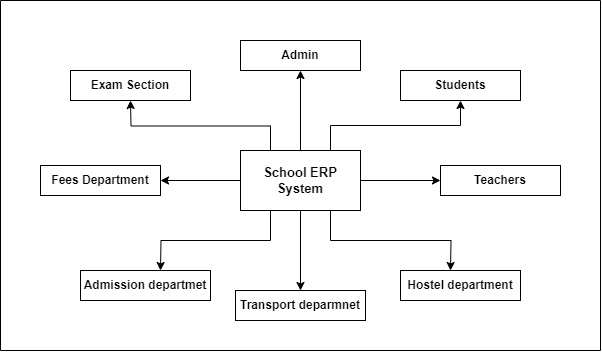 Admin
Exam Section
Students
School ERP
System
Fees Department
Teachers
Admission departmet
Hostel department
Transport deparmnet